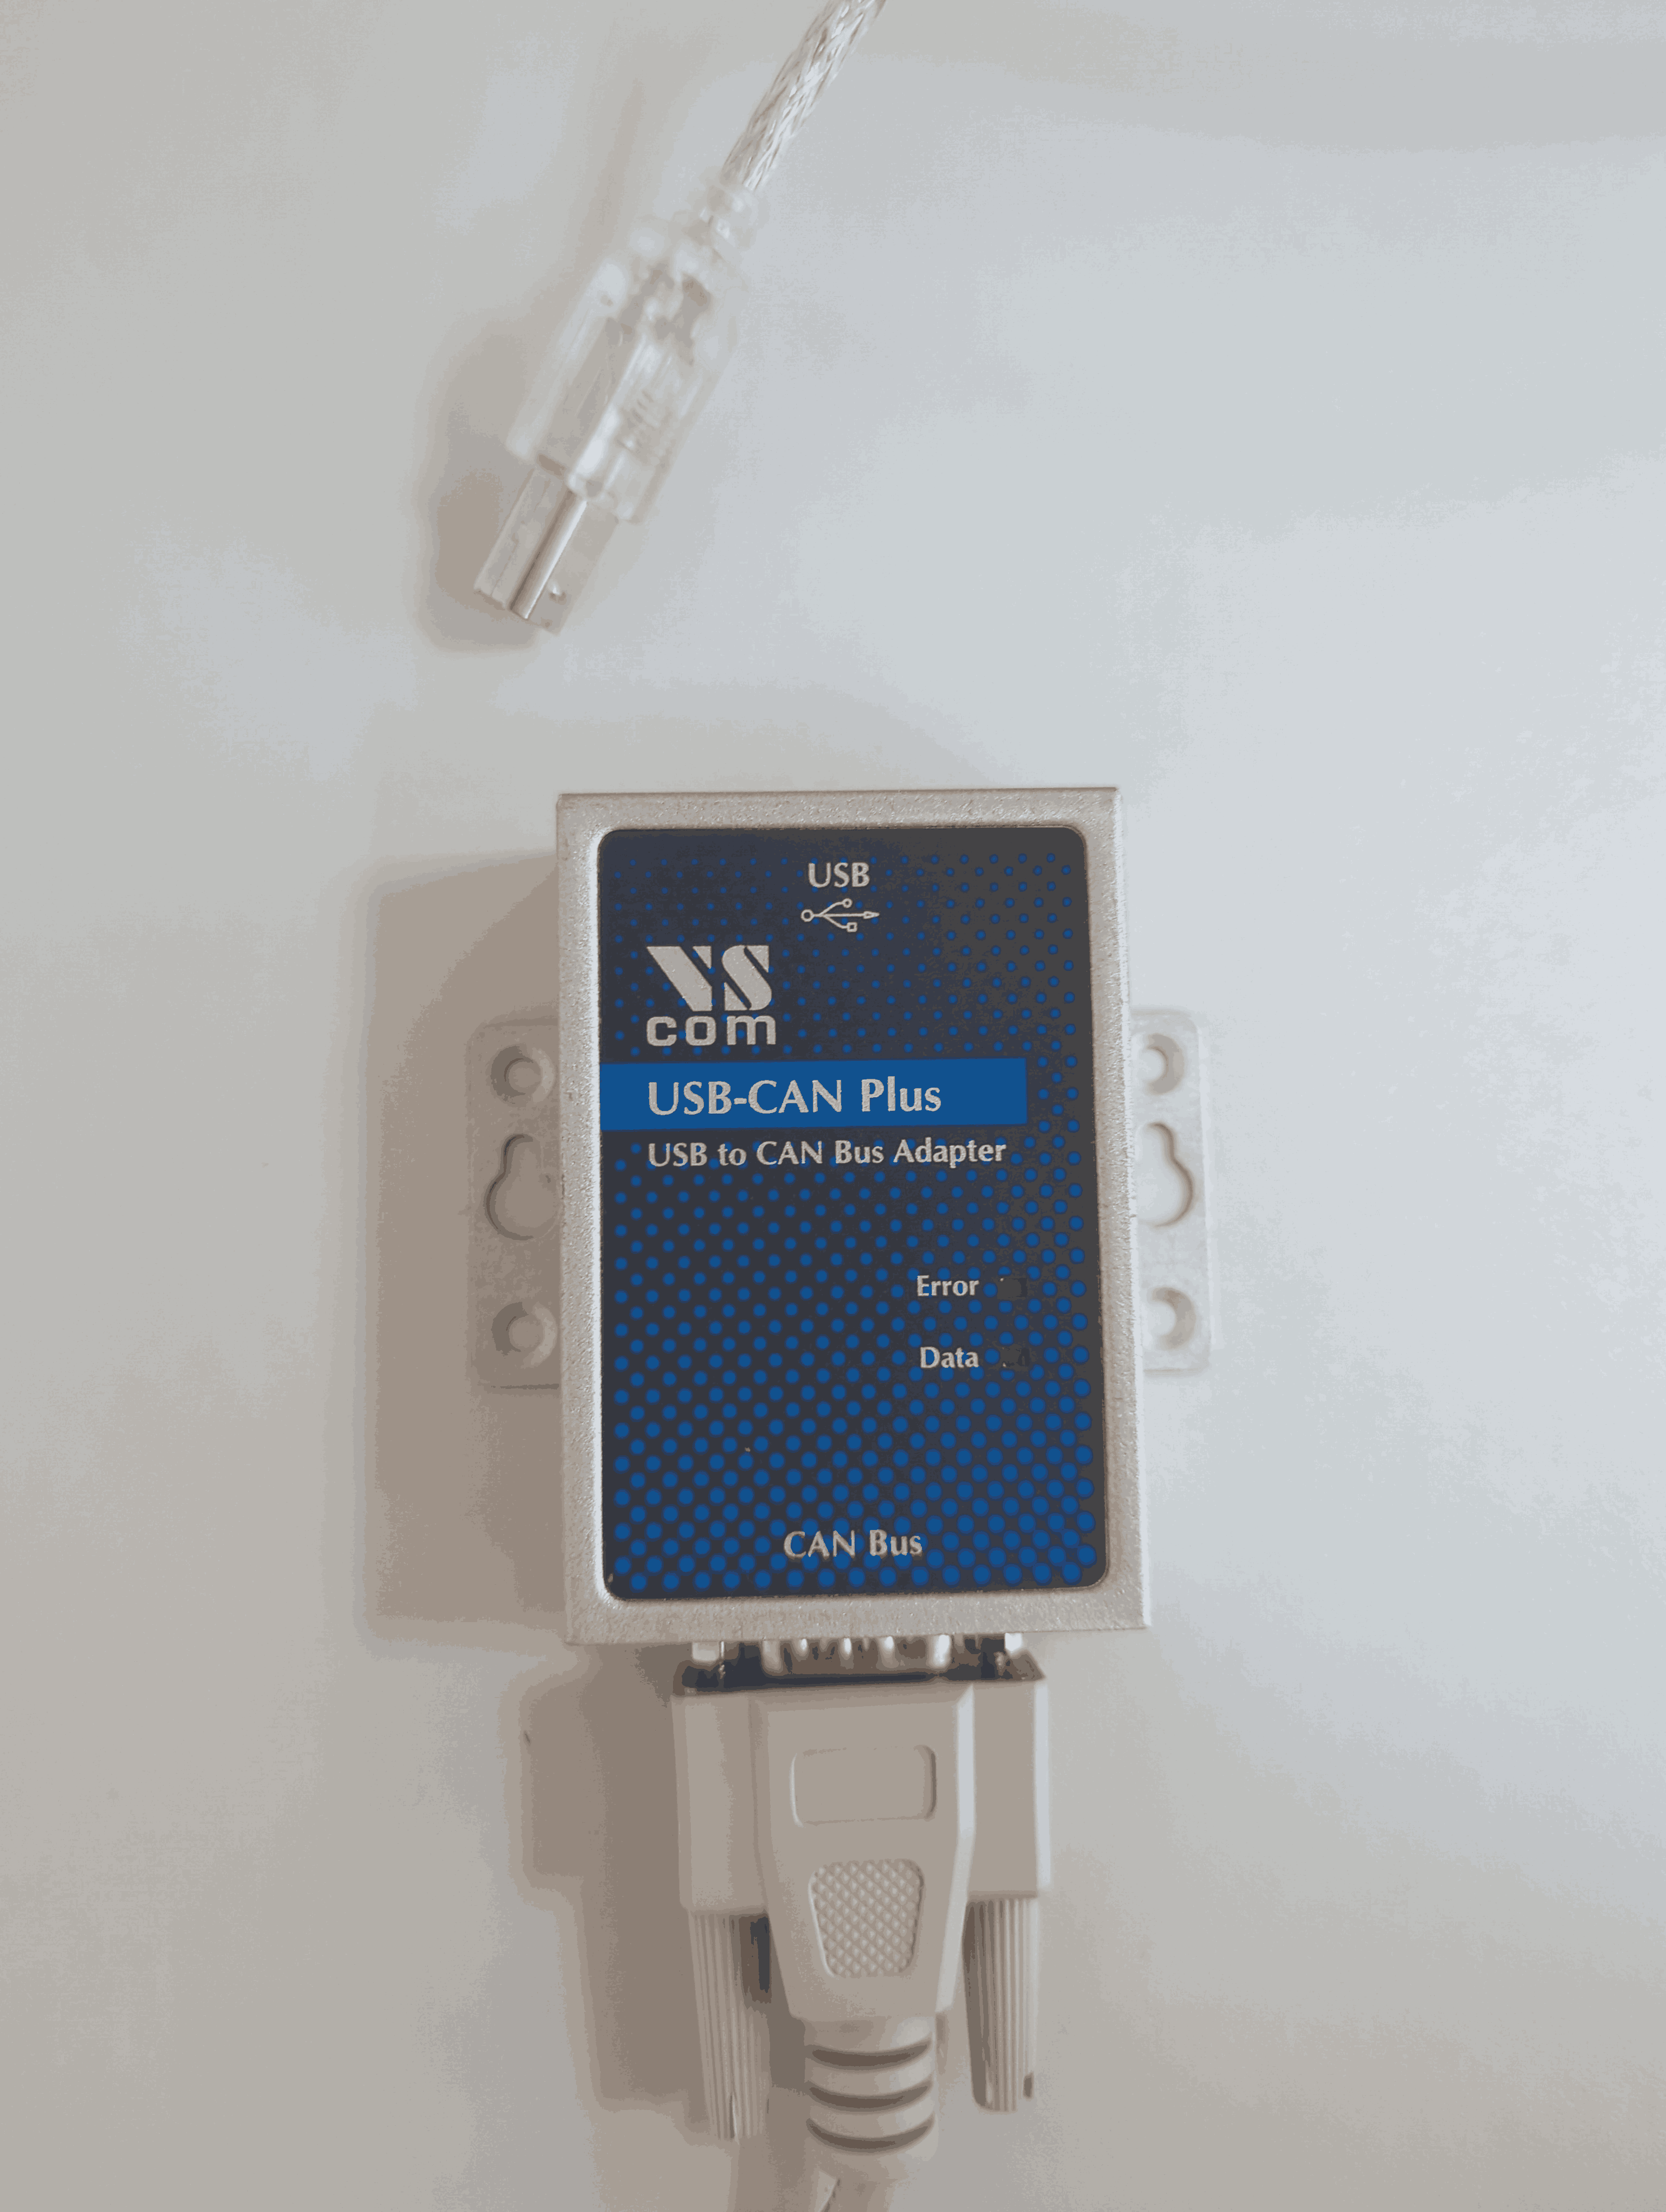 USB
VS
com
USB-CAN Plus
USB to CAN Bus Adapter
Error
Data
CAN Bus